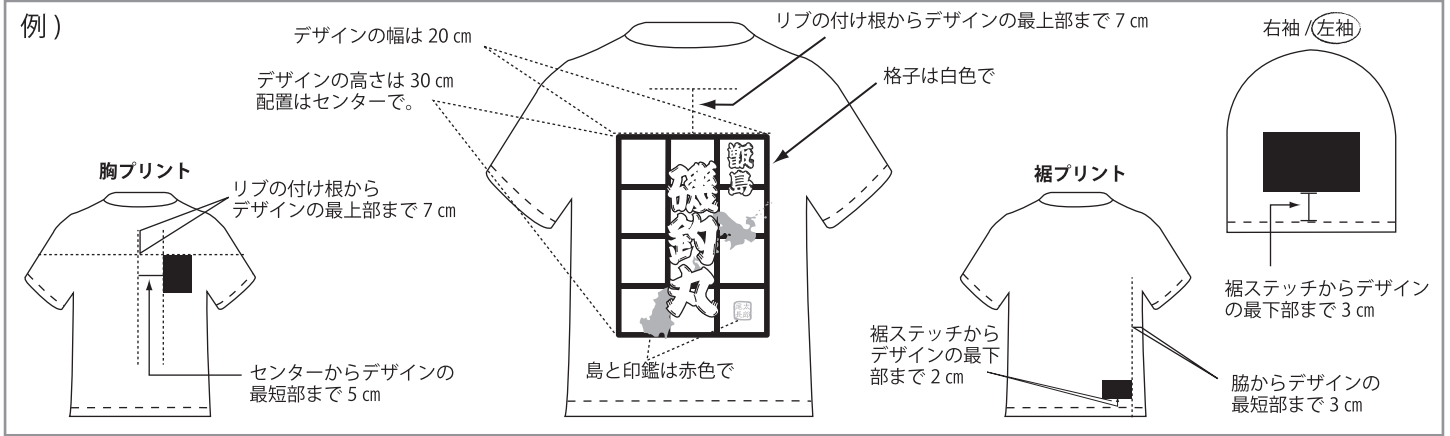 例 )
デザインの幅は 20 ㎝
デザインの高さは 30 ㎝
配置はセンターで。
リブの付け根からデザインの最上部まで 7 ㎝
格子は白色で
甑島
磯釣丸
島と印鑑は赤色で
胸プリント
リブの付け根から
デザインの最上部まで 7 ㎝
センターからデザインの
最短部まで 5 ㎝
裾プリント
裾ステッチから
デザインの最下
部まで 2 ㎝
脇からデザインの
最短部まで 3 ㎝
右袖 / 左袖
裾ステッチからデザイン
の最下部まで 3 ㎝